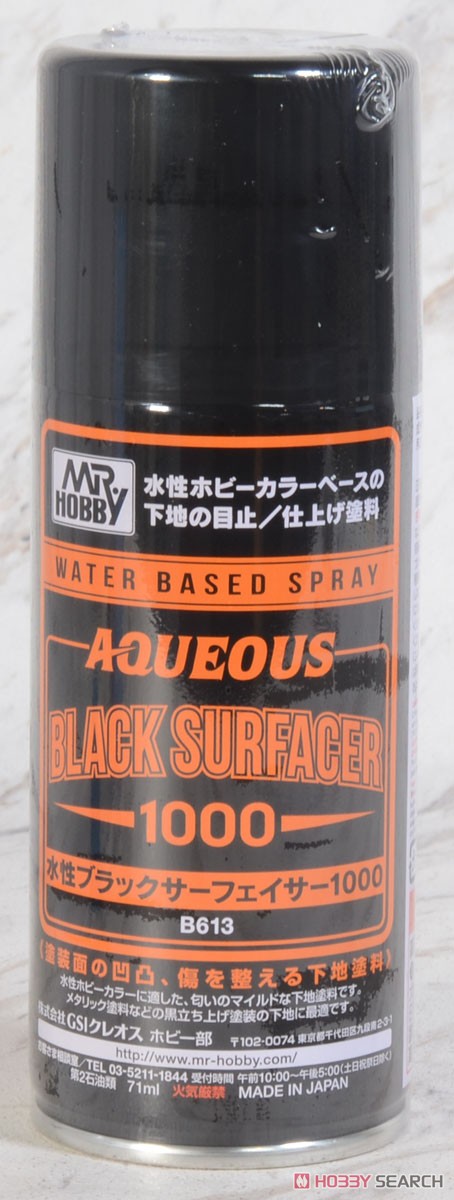 MR HOBBY
水性ホビーカラーベースの
下地の目止/仕上げ塗料
WATER BASED SPRAY
AQUEOUS
BLACK SURFACER
1000
水性ブラックサーフェイサー1000
B613
《塗装面の凹凸、傷を整える下地塗料》
水性ホビーカラーに適した、匂いのマイルドな下地塗料です。
メタリック塗料などの黒立ち上げ塗装の下地に最適です。
株式会社GSIクレオス ホビー部 〒102-0074 東京都千代田区九段南2-3-1
http://www.mr-hobby.com/
お客さま相談室/TEL 03-5211-1844 受付時間 午前10:00〜午後5:00(土日祝祭日除く)
第2石油類 71ml 火気厳禁 MADE IN JAPAN
HOBBY SEARCH